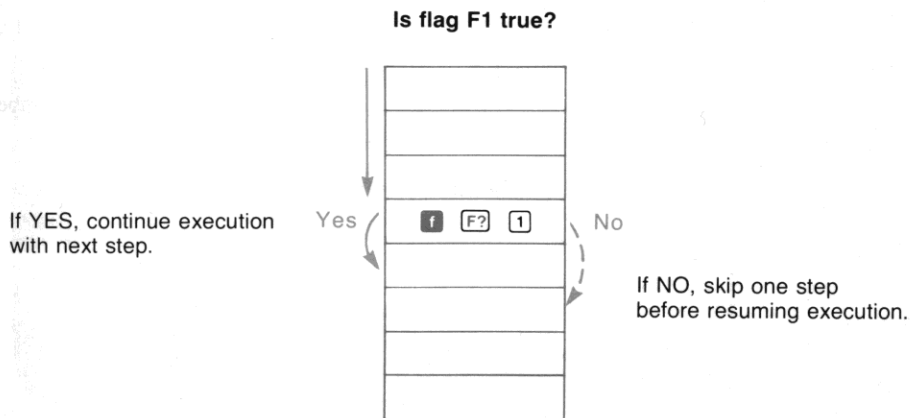 Is flag F1 true?
If YES, continue execution
with next step.
Yes
f F? 1
No
If NO, skip one step
before resuming execution.